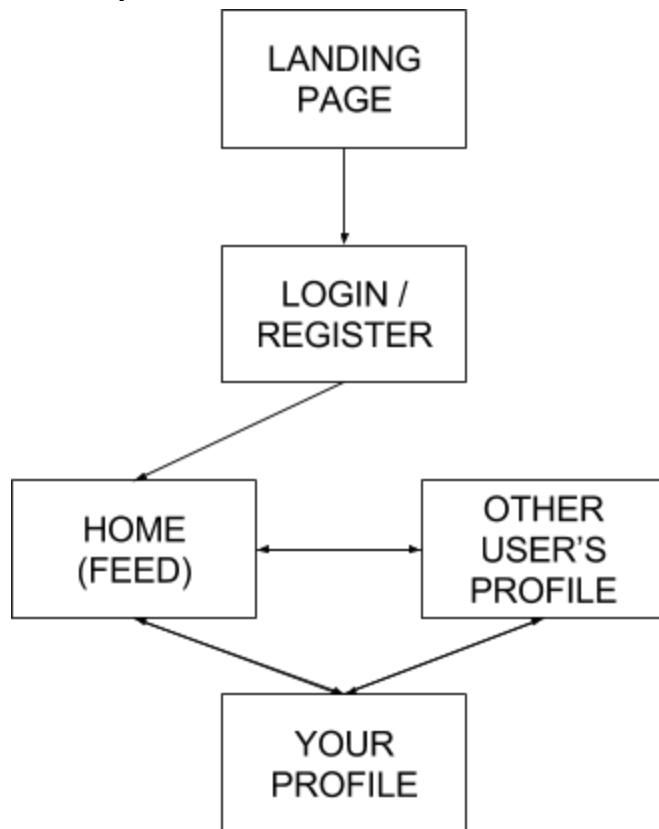 LANDING
PAGE
LOGIN /
REGISTER
HOME
(FEED)
OTHER
USER'S
PROFILE
YOUR
PROFILE